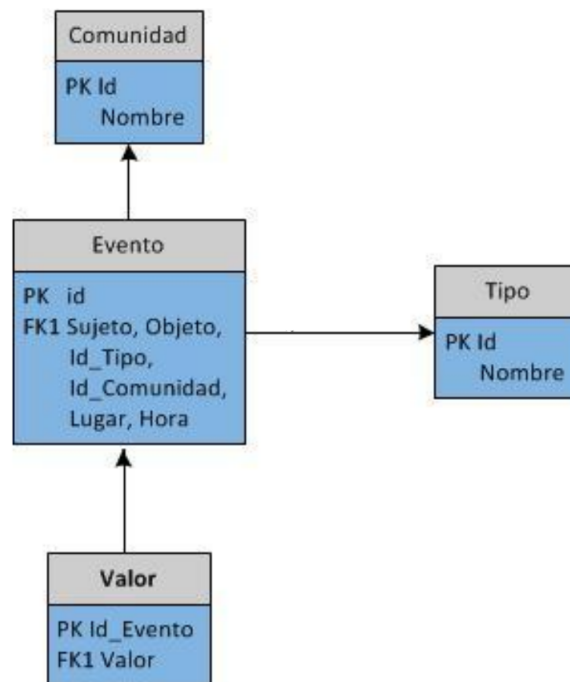 Comunidad
PK Id
Nombre
Evento
PK id
FK1 Sujeto, Objeto,
Id_Tipo,
Id_Comunidad,
Lugar, Hora
Tipo
PK Id
Nombre
Valor
PK Id_Evento
FK1 Valor